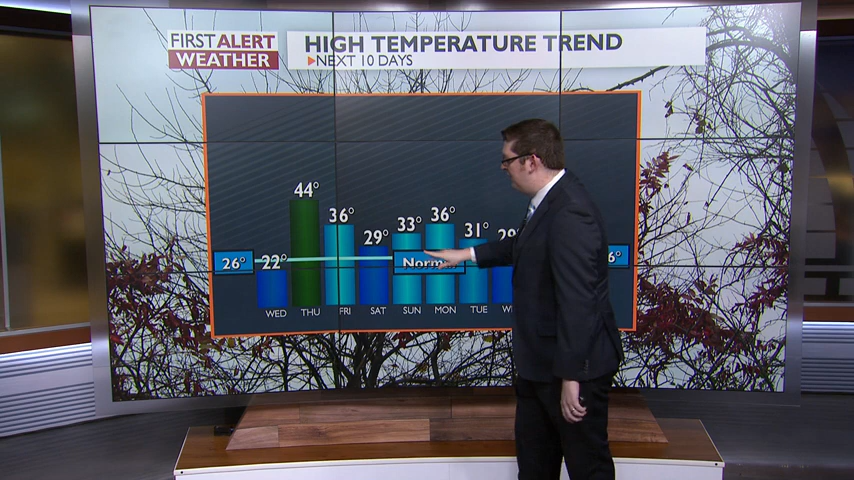 FIRST ALERT
WEATHER
HIGH TEMPERATURE TREND
NEXT 10 DAYS
44°
36° 33° 36°
29° 31°
26° 22°
WED THU FRI SAT SUN MON TUE